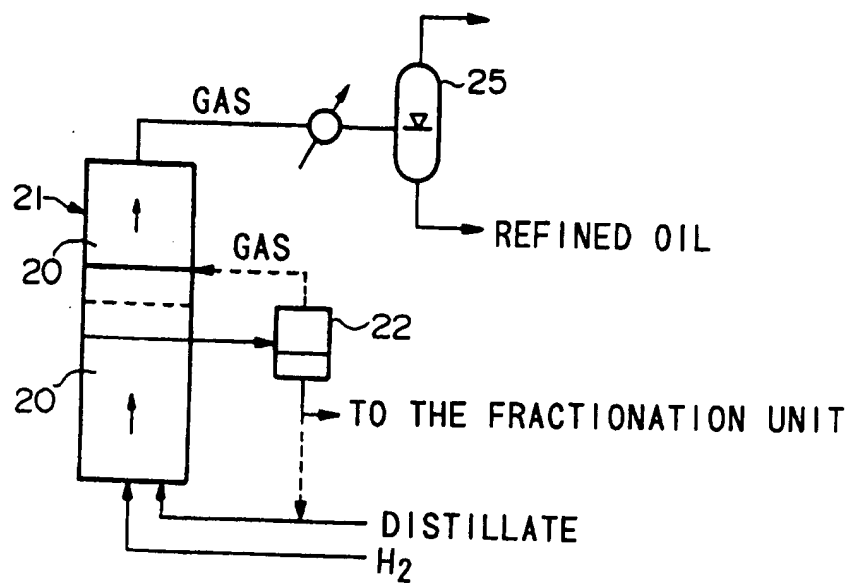 25
GAS
21
REFINED OIL
20
GAS
22
20
TO THE FRACTIONATION UNIT
DISTILLATE
H2